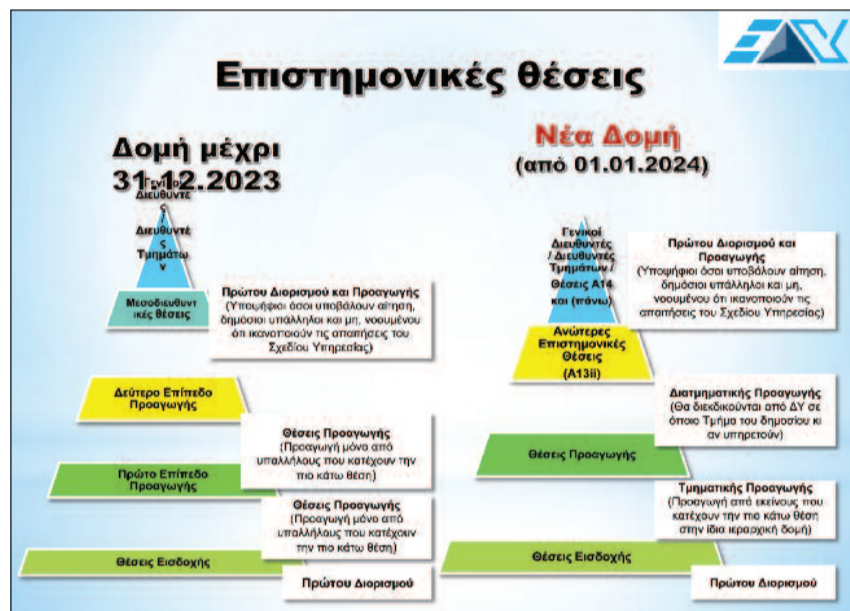 ΕΔΥ
Επιστημονικές θέσεις
Δομή μέχρι
31.12.2023
Γενικοί
Διευθυντέ
ς /
Διευθυντέ
ς
Τμημάτω
ν
Μεσοδιευθυντ
ικές θέσεις
Πρώτου Διορισμού και Προαγωγής
(Υποψήφιοι όσοι υποβάλουν αίτηση,
δημόσιοι υπάλληλοι και μη, νοουμένου
ότι ικανοποιούν τις απαιτήσεις του
Σχεδίου Υπηρεσίας)
Δεύτερο Επίπεδο
Προαγωγής
Θέσεις Προαγωγής
(Προαγωγή μόνο από
υπαλλήλους που κατέχουν την
πιο κάτω θέση)
Πρώτο Επίπεδο
Προαγωγής
Θέσεις Προαγωγής
(Προαγωγή μόνο από
υπαλλήλους που κατέχουν
την πιο κάτω θέση)
Θέσεις Εισδοχής
Πρώτου Διορισμού
Νέα Δομή
(από 01.01.2024)
Γενικοί
Διευθυντές
/ Διευθυντές
Τμημάτων /
Θέσεις Α14
και (πάνω)
Πρώτου Διορισμού και
Προαγωγής
(Υποψήφιοι όσοι υποβάλουν αίτηση,
δημόσιοι υπάλληλοι και μη,
νοουμένου ότι ικανοποιούν τις
απαιτήσεις του Σχεδίου Υπηρεσίας)
Ανώτερες
Επιστημονικές
Θέσεις
(Α13ii)
Διατμηματικής Προαγωγής
(Θα διεκδικούνται από ΔΥ σε
όποιο Τμήμα του δημοσίου κι
αν υπηρετούν)
Θέσεις Προαγωγής
Τμηματικής Προαγωγής
(Προαγωγή από εκείνους που
κατέχουν την πιο κάτω θέση
στην ίδια ιεραρχική δομή)
Θέσεις Εισδοχής
Πρώτου Διορισμού